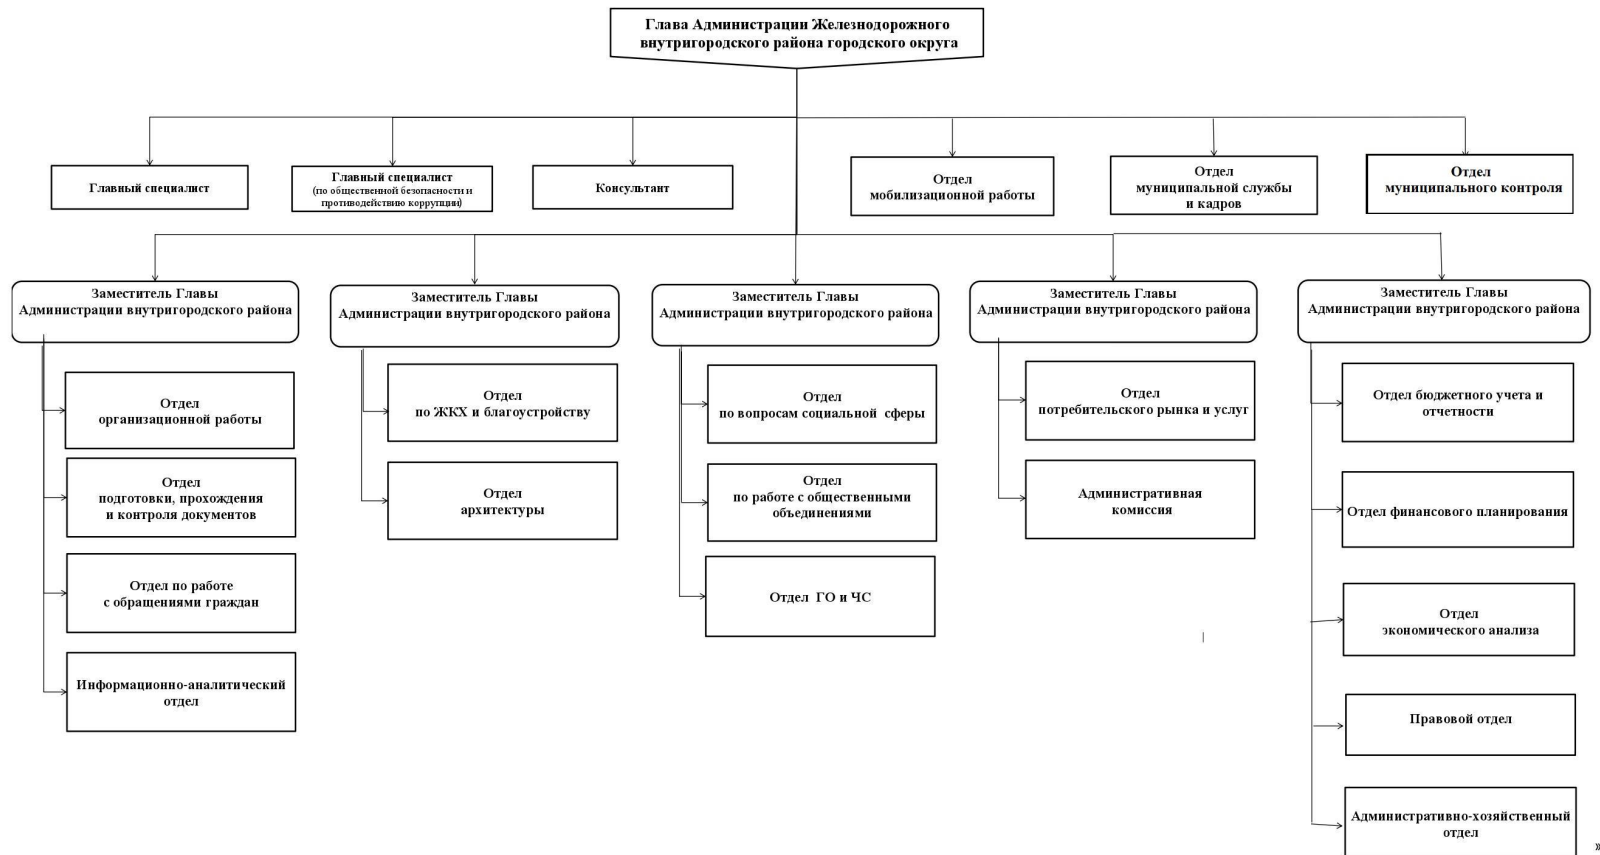 Глава Администрации Железнодорожного
внутригородского района городского округа
Главный специалист
Главный специалист
(по общественной безопасности и
противодействию коррупции)
Консультант
Отдел
мобилизационной работы
Отдел
муниципальной службы
и кадров
Отдел
муниципального контроля
Заместитель Главы
Администрации внутригородского района
Отдел
организационной работы
Отдел
подготовки, прохождения
и контроля документов
Отдел по работе
с обращениями граждан
Информационно-аналитический
отдел
Заместитель Главы
Администрации внутригородского района
Отдел
по ЖКХ и благоустройству
Отдел
архитектуры
Заместитель Главы
Администрации внутригородского района
Отдел
по вопросам социальной сферы
Отдел
по работе с общественными
объединениями
Отдел ГО и ЧС
Заместитель Главы
Администрации внутригородского района
Отдел
потребительского рынка и услуг
Административная
комиссия
Заместитель Главы
Администрации внутригородского района
Отдел бюджетного учета и
отчетности
Отдел финансового планирования
Отдел
экономического анализа
Правовой отдел
Административно-хозяйственный
отдел
»